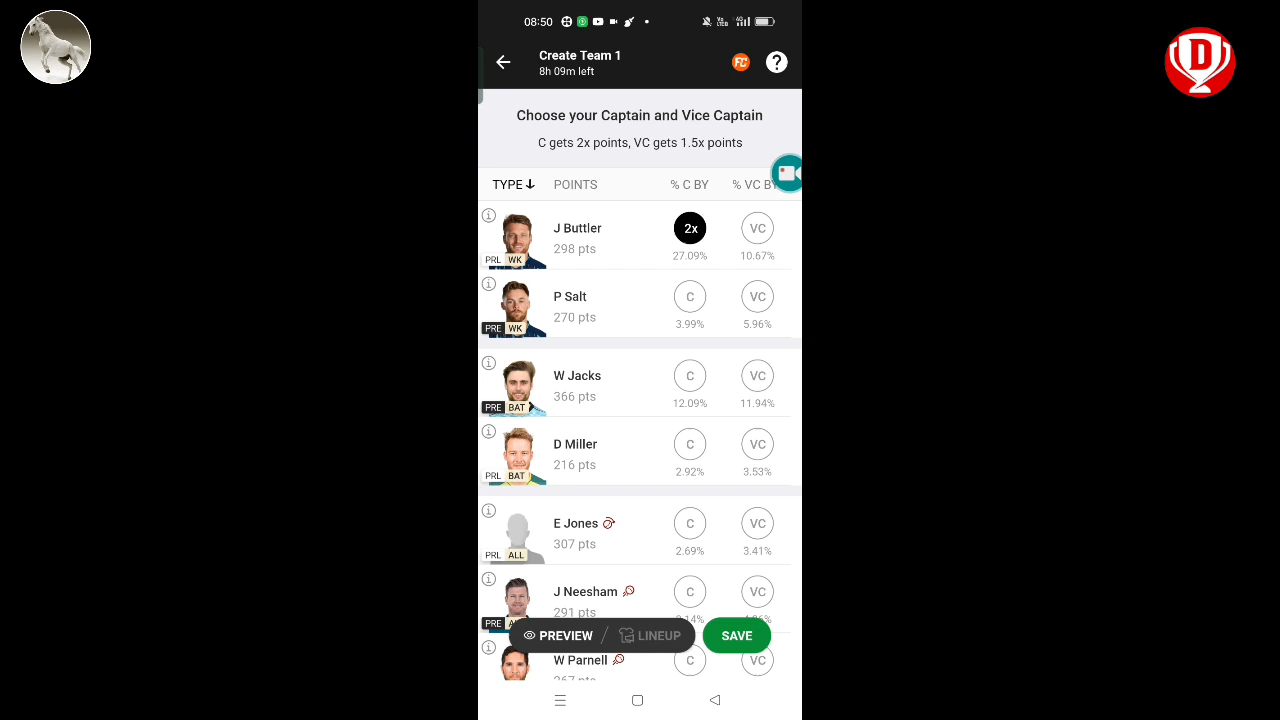 08:50
Create Team 1
8h 09m left
FC
?
D
Choose your Captain and Vice Captain
C gets 2x points, VC gets 1.5x points
TYPE POINTS % C BY % VC BY
J Buttler
298 pts
PRL WK
2x
VC
27.09%
10.67%
P Salt
270 pts
PRE WK
C
VC
3.99%
5.96%
W Jacks
366 pts
PRE BAT
C
VC
12.09%
11.94%
D Miller
216 pts
PRL BAT
C
VC
2.92%
3.53%
E Jones
307 pts
PRL ALL
C
VC
2.69%
3.41%
J Neesham
291 pts
PRE
C
VC
PREVIEW
LINEUP
SAVE
W Parnell
C
VC